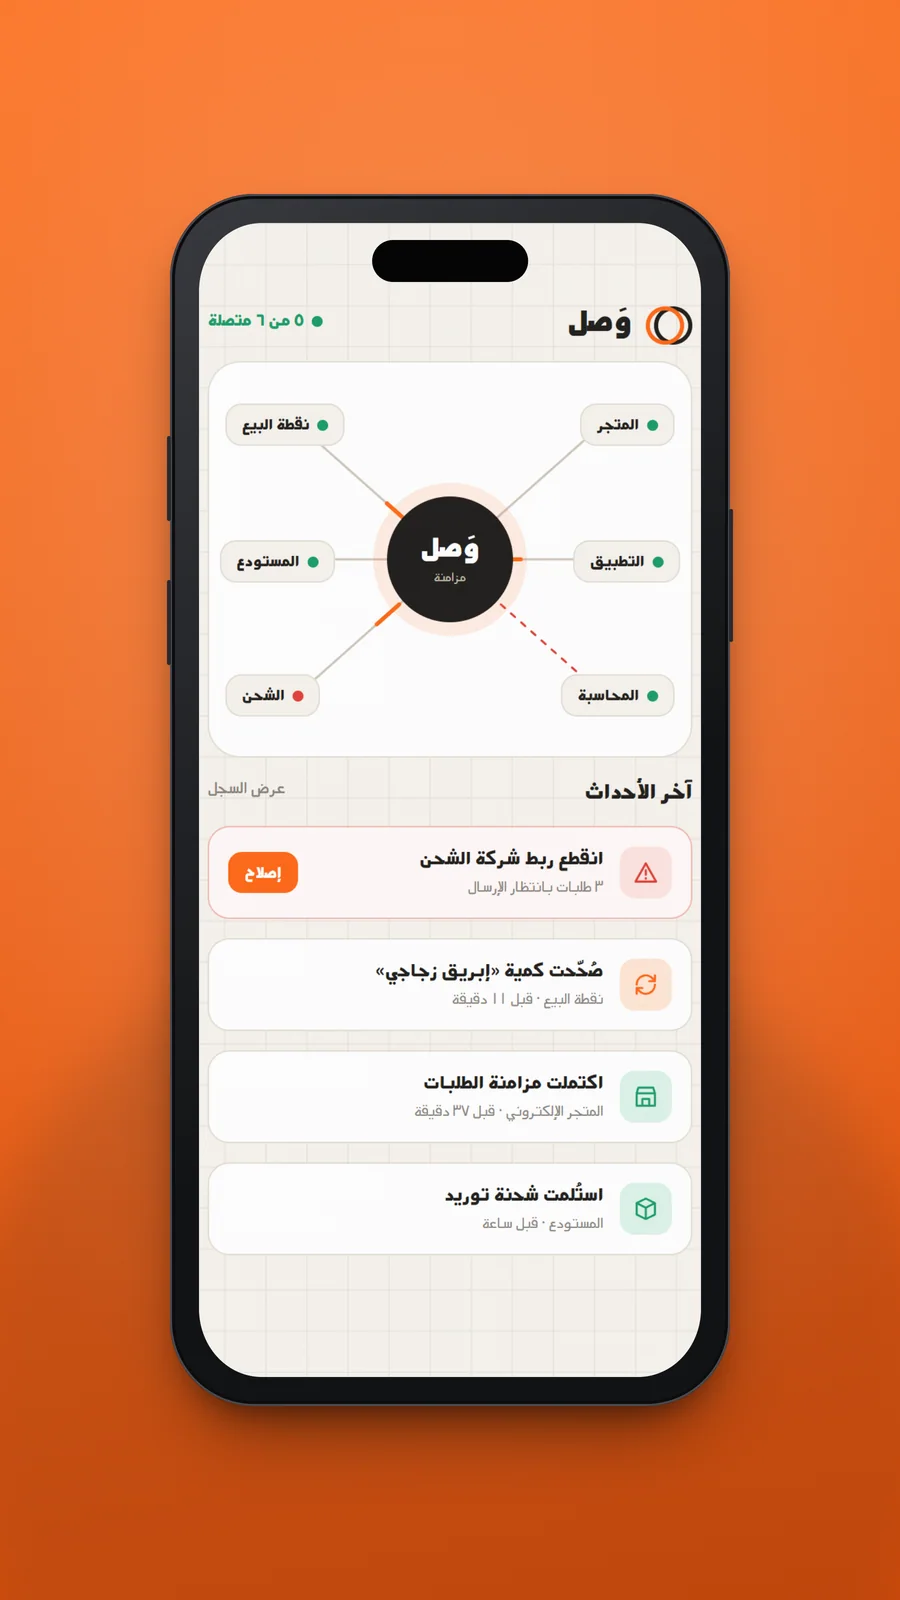 وَصل
٥ من ٦ متصلة
المتجر
نقطة البيع
وَصل
مزامنة
التطبيق
المستودع
المحاسبة
الشحن
آخر الأحداث
عرض السجل
انقطع ربط شركة الشحن
٣ طلبات بانتظار الإرسال
إصلاح
صُحّحت كمية «إبريق زجاجي»
نقطة البيع · قبل ١١ دقيقة
اكتملت مزامنة الطلبات
المتجر الإلكتروني · قبل ٣٧ دقيقة
استُلمت شحنة توريد
المستودع · قبل ساعة